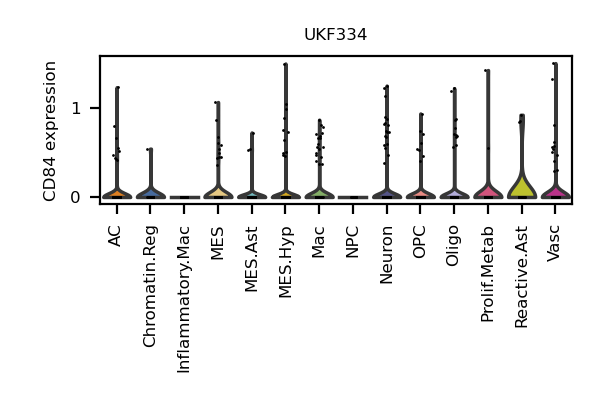 UKF334
CD84 expression
1
0
AC
Chromatin.Reg
Inflammatory.Mac
MES
MES.Ast
MES.Hyp
Mac
NPC
Neuron
OPC
Oligo
Prolif.Metab
Reactive.Ast
Vasc